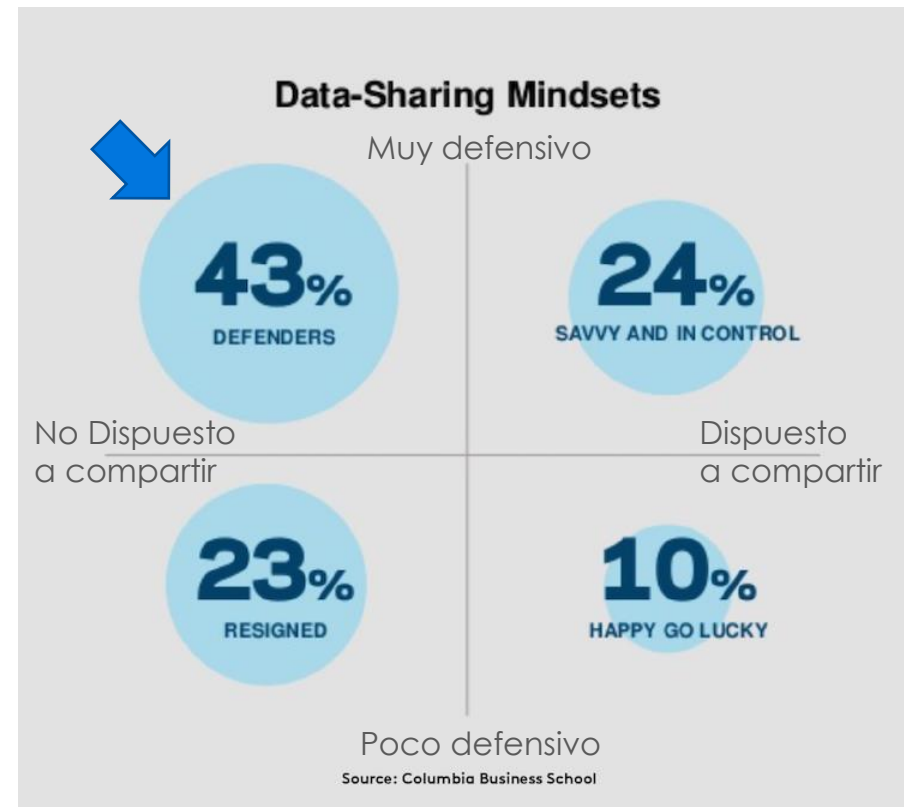 Data-Sharing Mindsets
Muy defensivo
43%
DEFENDERS
24%
SAVVY AND IN CONTROL
No Dispuesto
a compartir
Dispuesto
a compartir
23%
RESIGNED
10%
HAPPY GO LUCKY
Poco defensivo
Source: Columbia Business School